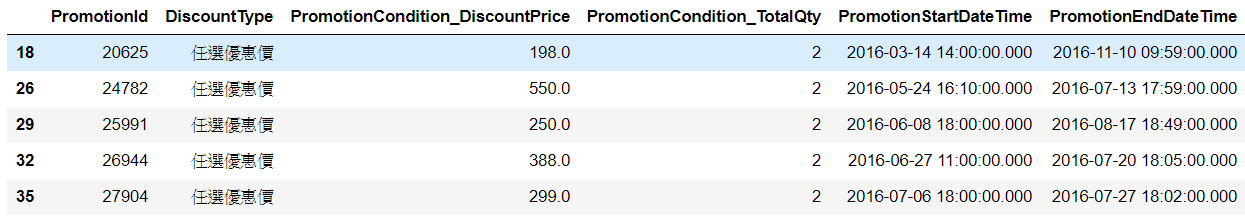 PromotionId DiscountType PromotionCondition_DiscountPrice PromotionCondition_TotalQty PromotionStartDateTime PromotionEndDateTime
18 20625 任選優惠價 198.0 2 2016-03-14 14:00:00.000 2016-11-10 09:59:00.000
26 24782 任選優惠價 550.0 2 2016-05-24 16:10:00.000 2016-07-13 17:59:00.000
29 25991 任選優惠價 250.0 2 2016-06-08 18:00:00.000 2016-08-17 18:49:00.000
32 26944 任選優惠價 388.0 2 2016-06-27 11:00:00.000 2016-07-20 18:05:00.000
35 27904 任選優惠價 299.0 2 2016-07-06 18:00:00.000 2016-07-27 18:02:00.000